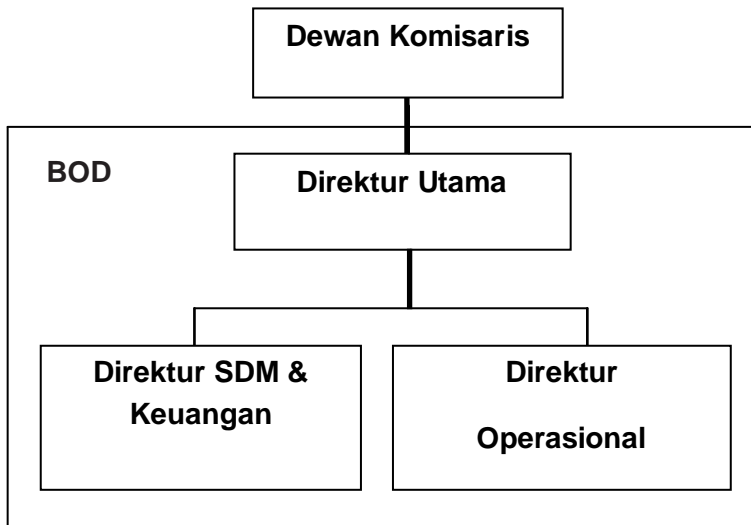 Dewan Komisaris
BOD
Direktur Utama
Direktur SDM &
Keuangan
Direktur
Operasional